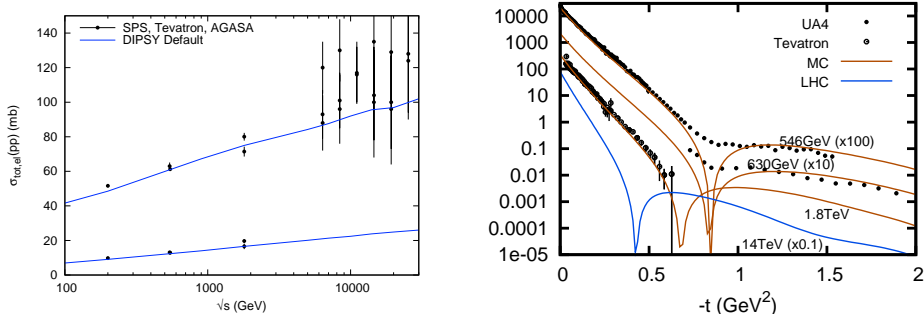 SPS, Tevatron, AGASA
DIPSY Default
σtot,el(pp) (mb)
140
120
100
80
60
40
20
0
100
1000
10000
√s (GeV)
10000
1000
100
10
1
0.1
0.01
0.001
0.0001
1e-05
UA4
Tevatron
MC
LHC
546GeV (x100)
630GeV (x10)
1.8TeV
14TeV (x0.1)
0
0.5
1
1.5
2
-t (GeV²)